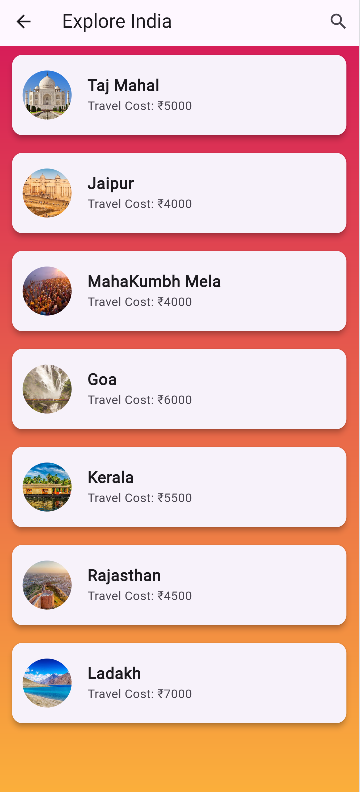 Explore India
Taj Mahal
Travel Cost: ₹5000
Jaipur
Travel Cost: ₹4000
MahaKumbh Mela
Travel Cost: ₹4000
Goa
Travel Cost: ₹6000
Kerala
Travel Cost: ₹5500
Rajasthan
Travel Cost: ₹4500
Ladakh
Travel Cost: ₹7000